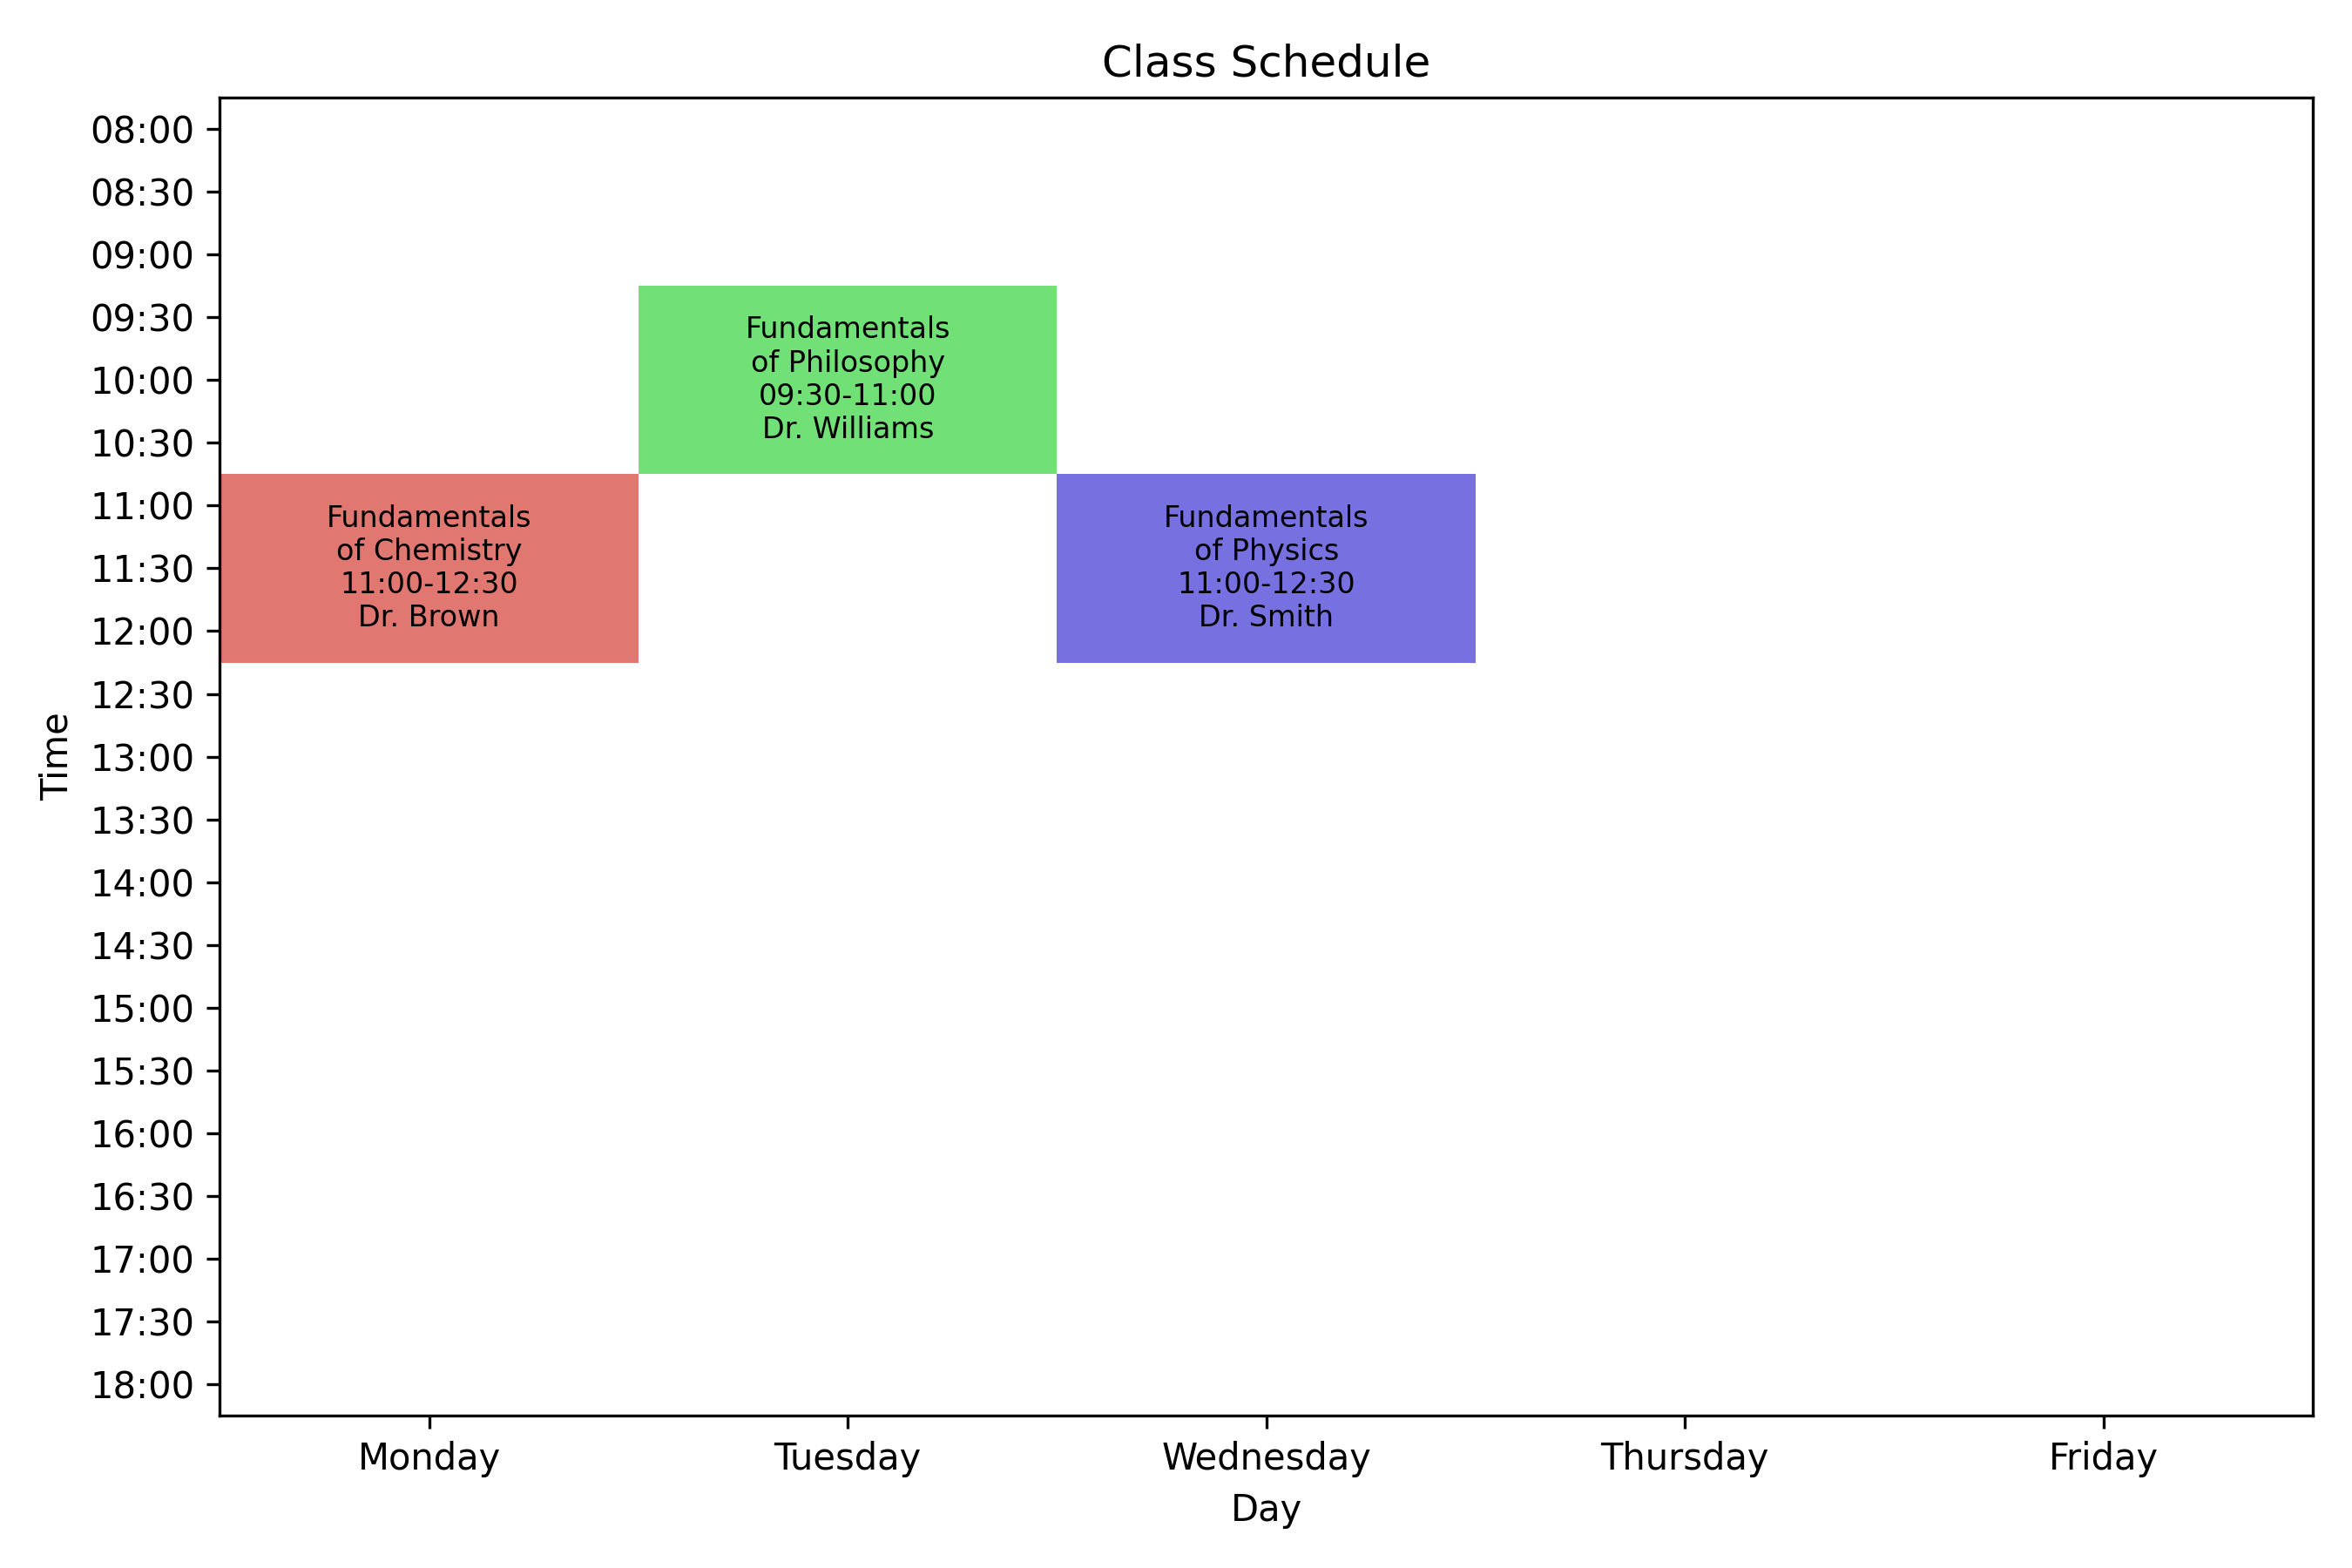 Class Schedule
Time
08:00
08:30
09:00
09:30
10:00
10:30
11:00
11:30
12:00
12:30
13:00
13:30
14:00
14:30
15:00
15:30
16:00
16:30
17:00
17:30
18:00
Fundamentals
of Chemistry
11:00-12:30
Dr. Brown
Fundamentals
of Philosophy
09:30-11:00
Dr. Williams
Fundamentals
of Physics
11:00-12:30
Dr. Smith
Monday
Tuesday
Wednesday
Thursday
Friday
Day